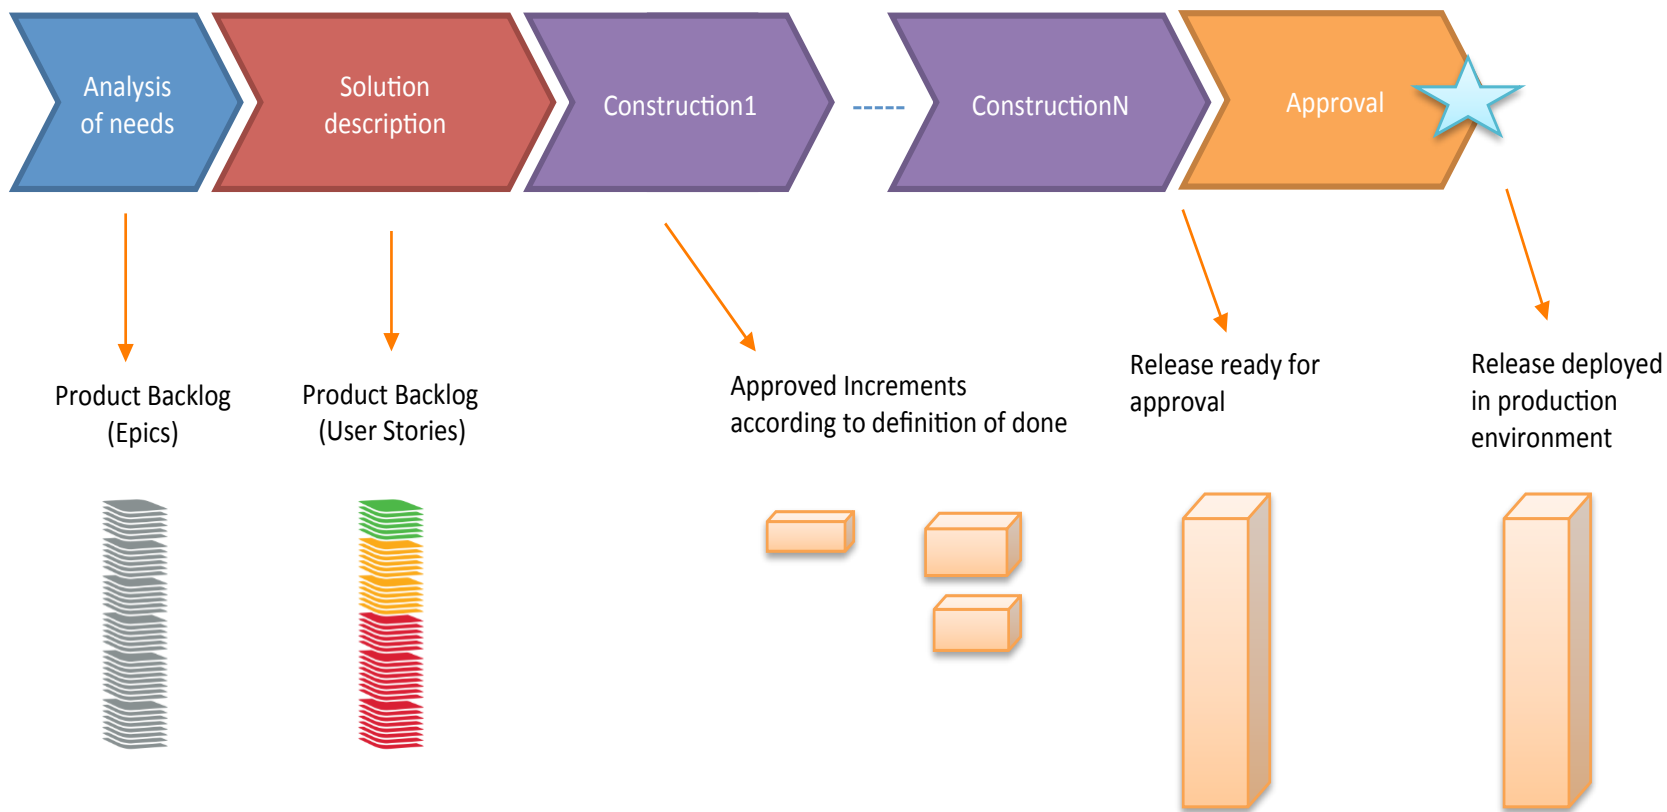 Analysis
of needs
Solution
description
Construction1
ConstructionN
Approval
Product Backlog
(Epics)
Product Backlog
(User Stories)
Approved Increments
according to definition of done
Release ready for
approval
Release deployed
in production
environment